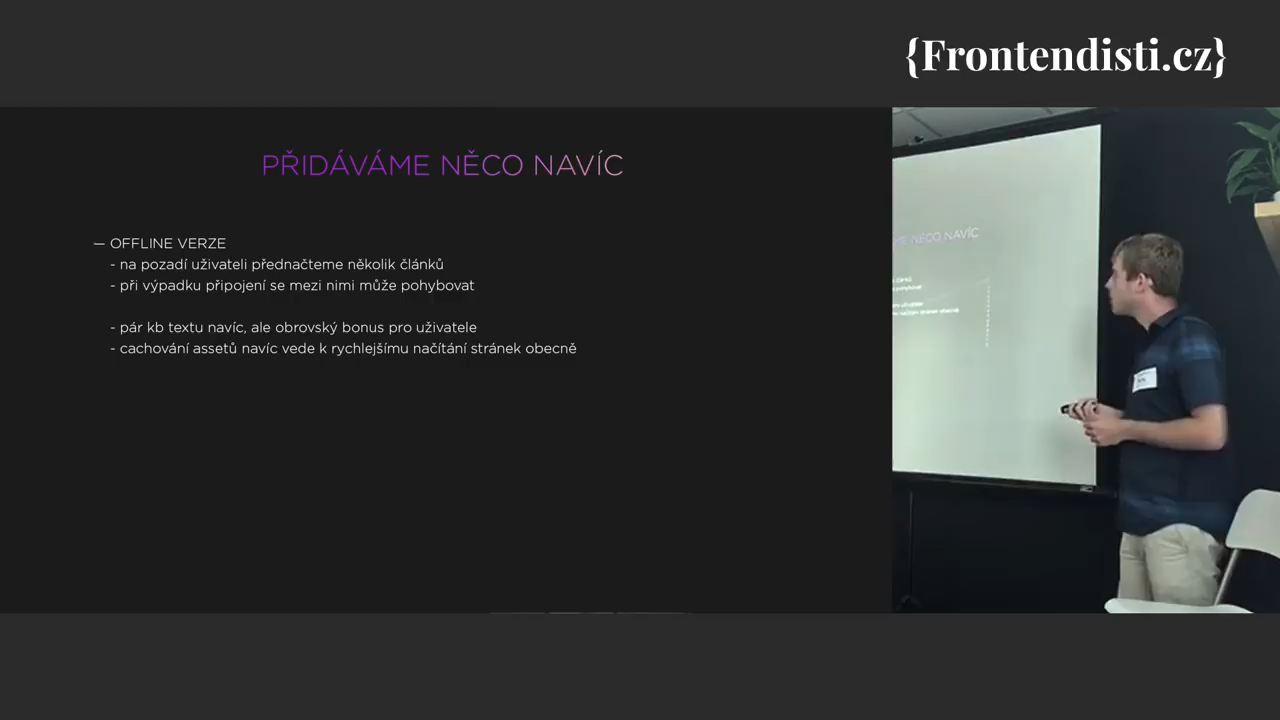 {Frontendisti.cz}
PŘIDÁVÁME NĚCO NAVÍC
— OFFLINE VERZE
- na pozadí uživateli přednačteme několik článků
- při výpadku připojení se mezi nimi může pohybovat
- pár kb textu navíc, ale obrovský bonus pro uživatele
- cachování assetů navíc vede k rychlejšímu načítání stránek obecně
NĚCO NAVÍC